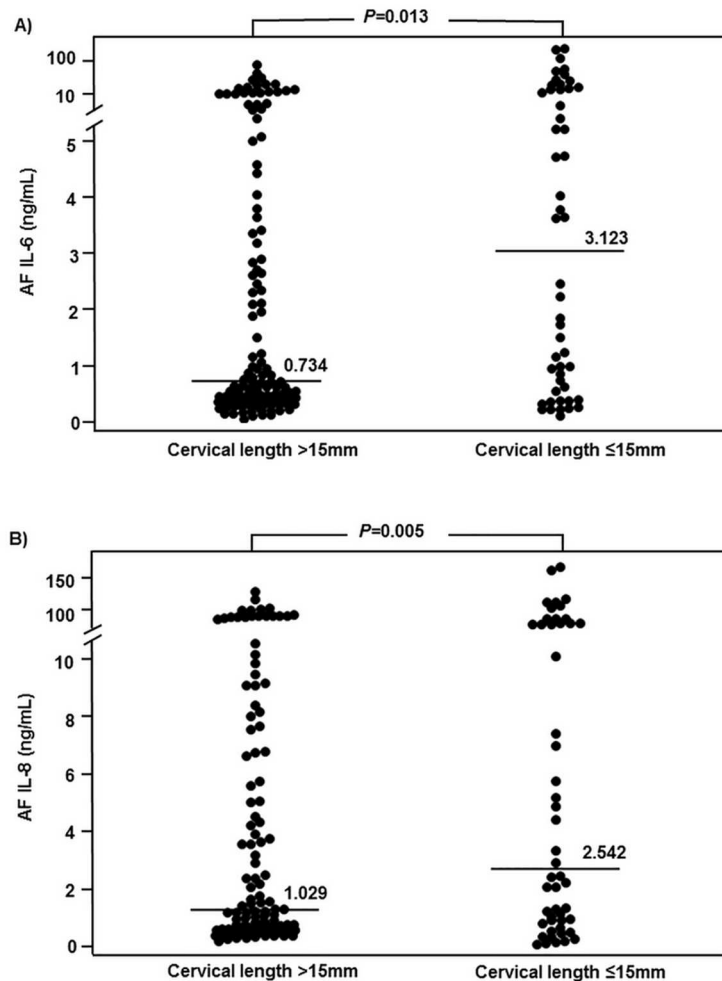 A)
P=0.013
100
10
5
4
3
2
1
0
AF IL-6 (ng/mL)
0.734
3.123
Cervical length >15mm
Cervical length ≤15mm
B)
P=0.005
150
100
10
8
6
4
2
0
AF IL-8 (ng/mL)
1.029
2.542
Cervical length >15mm
Cervical length ≤15mm